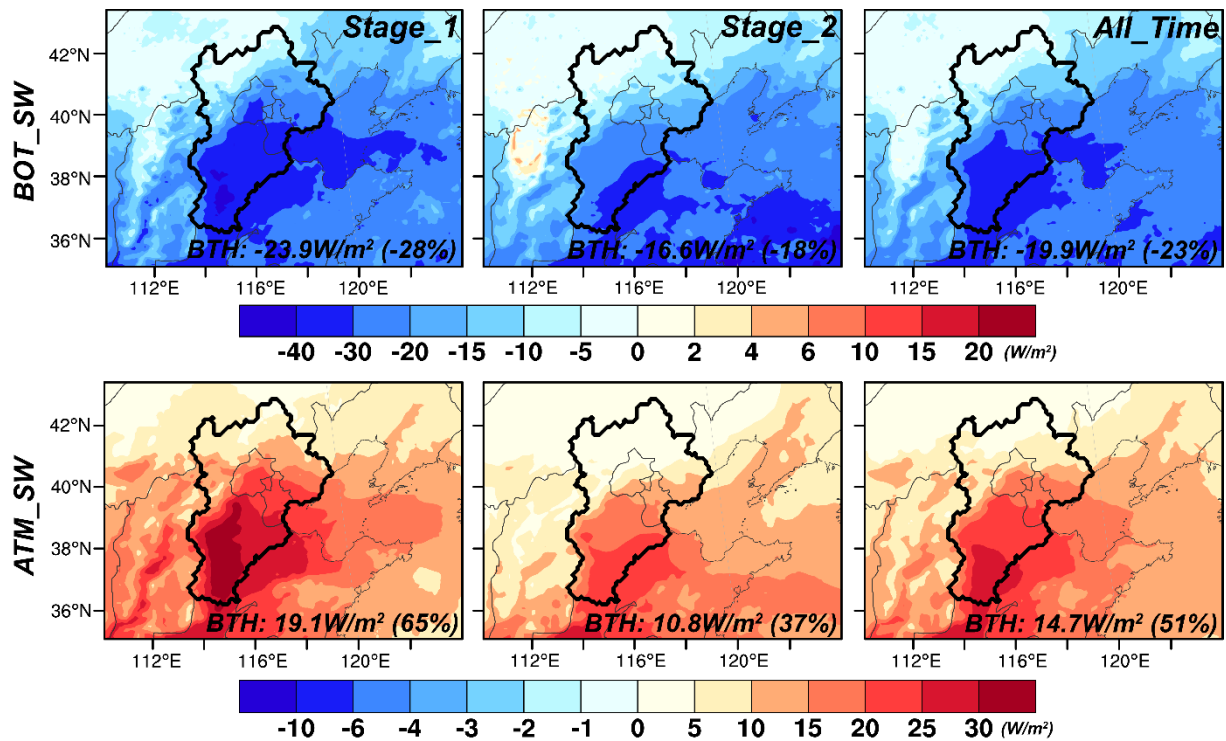 Stage_1 Stage_2 All_Time
BOT_SW
42°N
40°N
38°N
36°N
BTH: -23.9W/m² (-28%) BTH: -16.6W/m² (-18%) BTH: -19.9W/m² (-23%)
112°E 116°E 120°E 112°E 116°E 120°E 112°E 116°E 120°E
-40 -30 -20 -15 -10 -5 0 2 4 6 10 15 20 (W/m²)
ATM_SW
42°N
40°N
38°N
36°N
BTH: 19.1W/m² (65%) BTH: 10.8W/m² (37%) BTH: 14.7W/m² (51%)
112°E 116°E 120°E 112°E 116°E 120°E 112°E 116°E 120°E
-10 -6 -4 -3 -2 -1 0 5 10 15 20 25 30 (W/m²)